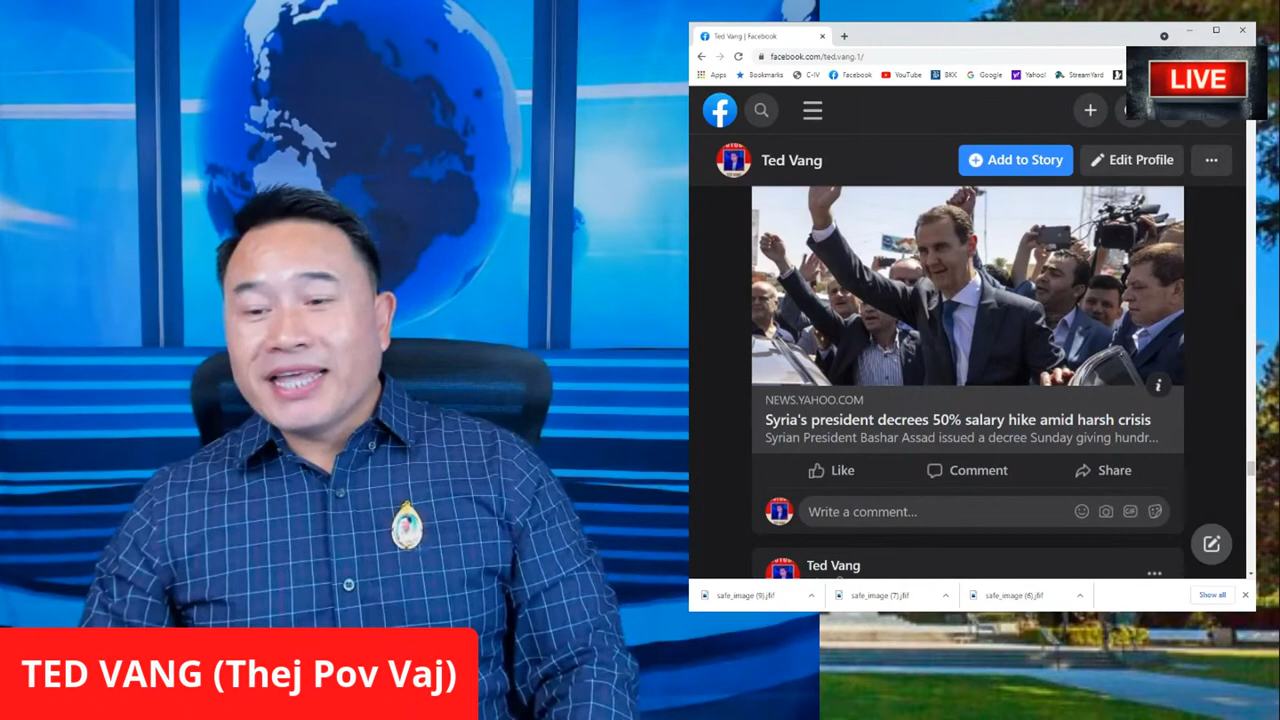 Ted Vang | Facebook
facebook.com/ted.vang.1/
Apps Bookmarks C-IV Facebook YouTube BKK Google Yahoo! StreamYard
LIVE
Ted Vang
Add to Story
Edit Profile
NEWS.YAHOO.COM
Syria's president decrees 50% salary hike amid harsh crisis
Syrian President Bashar Assad issued a decree Sunday giving hundr...
Like Comment Share
Write a comment...
GIF
Ted Vang
safe_image (9).jfif safe_image (7).jfif safe_image (6).jfif Show all
TED VANG (Thej Pov Vaj)